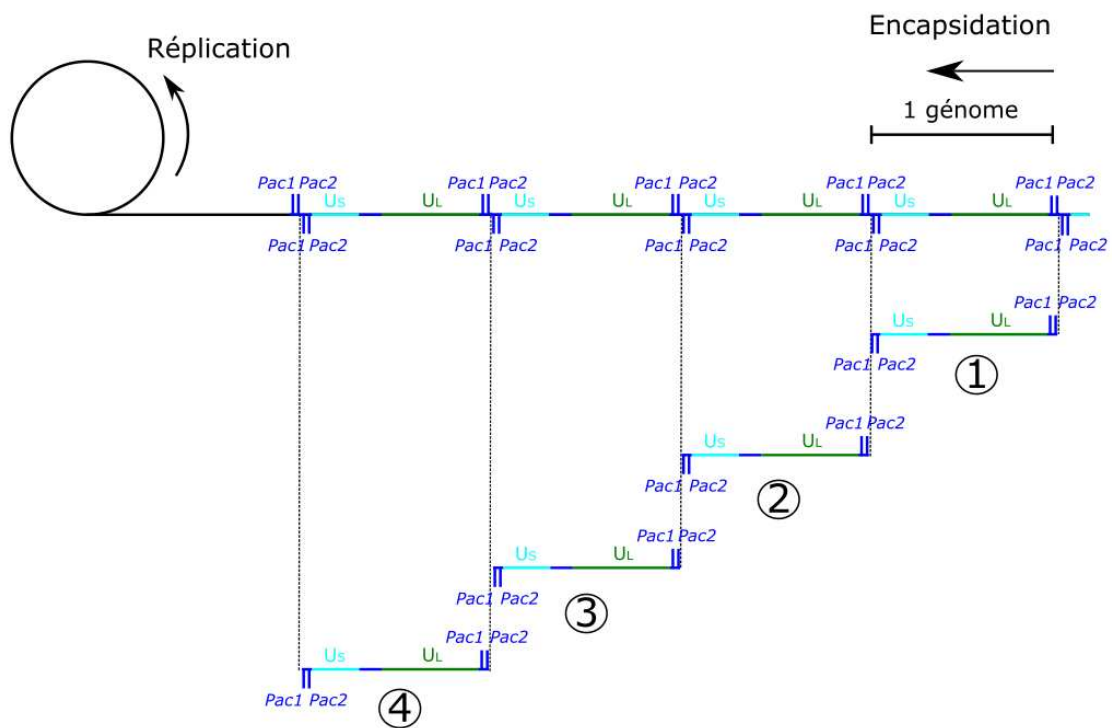 Encapsidation
Réplication
1 génome
Pac1 Pac2 Pac1 Pac2 Pac1 Pac2 Pac1 Pac2 Pac1 Pac2
Us UL Us UL Us UL Us UL
Pac1 Pac2 Pac1 Pac2 Pac1 Pac2 Pac1 Pac2 Pac1 Pac2
Pac1 Pac2
Us UL
Pac1 Pac2
①
Pac1 Pac2
Us UL
Pac1 Pac2
②
Pac1 Pac2
Us UL
Pac1 Pac2
③
Pac1 Pac2
Us UL
Pac1 Pac2
④